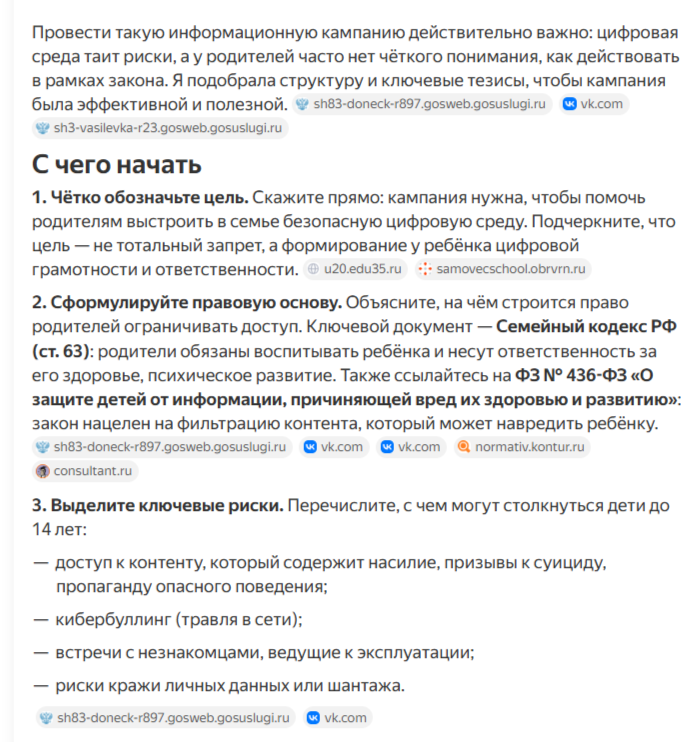 Провести такую информационную кампанию действительно важно: цифровая
среда таит риски, а у родителей часто нет чёткого понимания, как действовать
в рамках закона. Я подобрала структуру и ключевые тезисы, чтобы кампания
была эффективной и полезной. sh83-doneck-r897.gosweb.gosuslugi.ru vk.com
sh3-vasilevka-r23.gosweb.gosuslugi.ru
С чего начать
1. Чётко обозначьте цель. Скажите прямо: кампания нужна, чтобы помочь
родителям выстроить в семье безопасную цифровую среду. Подчеркните, что
цель — не тотальный запрет, а формирование у ребёнка цифровой
грамотности и ответственности. u20.edu35.ru samovecschool.obrvrn.ru
2. Сформулируйте правовую основу. Объясните, на чём строится право
родителей ограничивать доступ. Ключевой документ — Семейный кодекс РФ
(ст. 63): родители обязаны воспитывать ребёнка и несут ответственность за
его здоровье, психическое развитие. Также ссылайтесь на ФЗ № 436-ФЗ «О
защите детей от информации, причиняющей вред их здоровью и развитию»:
закон нацелен на фильтрацию контента, который может навредить ребёнку.
sh83-doneck-r897.gosweb.gosuslugi.ru vk.com vk.com normativ.kontur.ru
consultant.ru
3. Выделите ключевые риски. Перечислите, с чем могут столкнуться дети до
14 лет:
— доступ к контенту, который содержит насилие, призывы к суициду,
пропаганду опасного поведения;
— кибербуллинг (травля в сети);
— встречи с незнакомцами, ведущие к эксплуатации;
— риски кражи личных данных или шантажа.
sh83-doneck-r897.gosweb.gosuslugi.ru vk.com